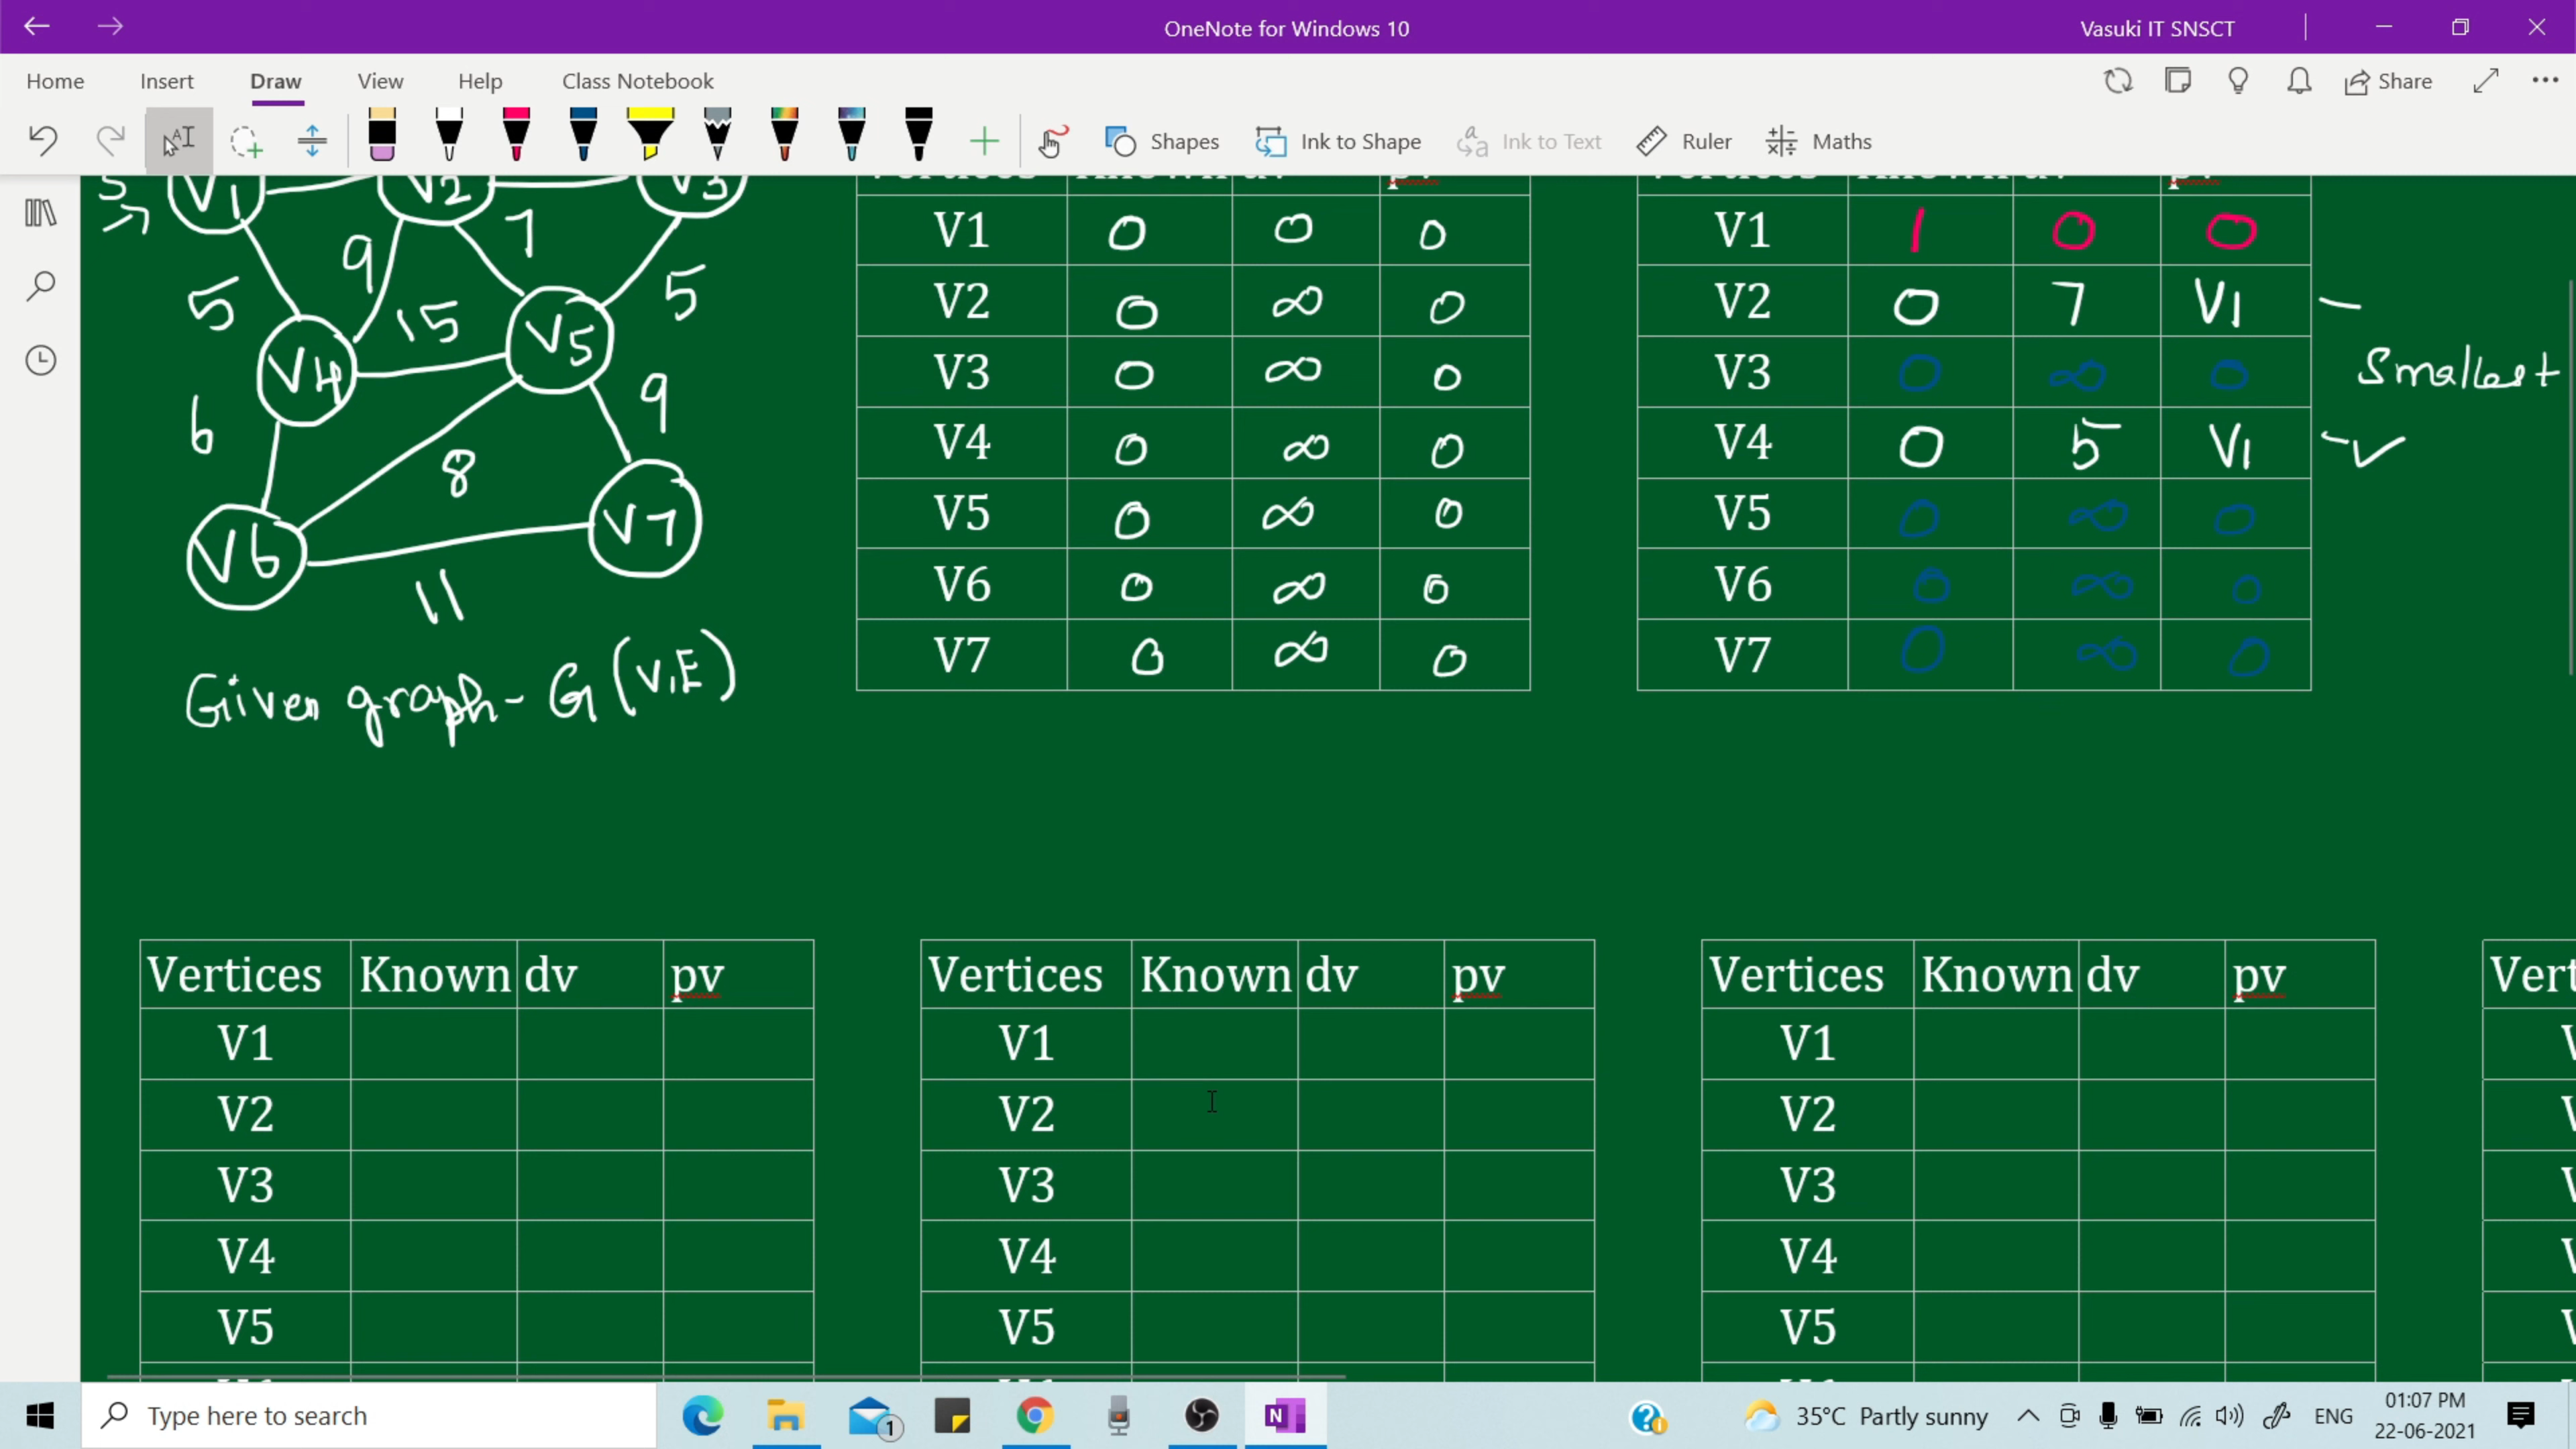 OneNote for Windows 10
Vasuki IT SNSCT
Home Insert Draw View Help Class Notebook
Share
Shapes Ink to Shape Ink to Text Ruler Maths
V1 V2 V3
5 9 7 5
15
V4 V5
6 8 9
V6 V7
11
Given graph - G(V,E)
V1 0 0 0
V2 0 ∞ 0
V3 0 ∞ 0
V4 0 ∞ 0
V5 0 ∞ 0
V6 0 ∞ 0
V7 0 ∞ 0
V1 1 0 0
V2 0 7 V1 –
V3 0 ∞ 0
Smallest
V4 0 5 V1 – ✓
V5 0 ∞ 0
V6 0 ∞ 0
V7 0 ∞ 0
Vertices Known dv pv
V1
V2
V3
V4
V5
Vertices Known dv pv
V1
V2
V3
V4
V5
Vertices Known dv pv
V1
V2
V3
V4
V5
Vert
Type here to search
1
35°C Partly sunny
ENG
01:07 PM
22-06-2021